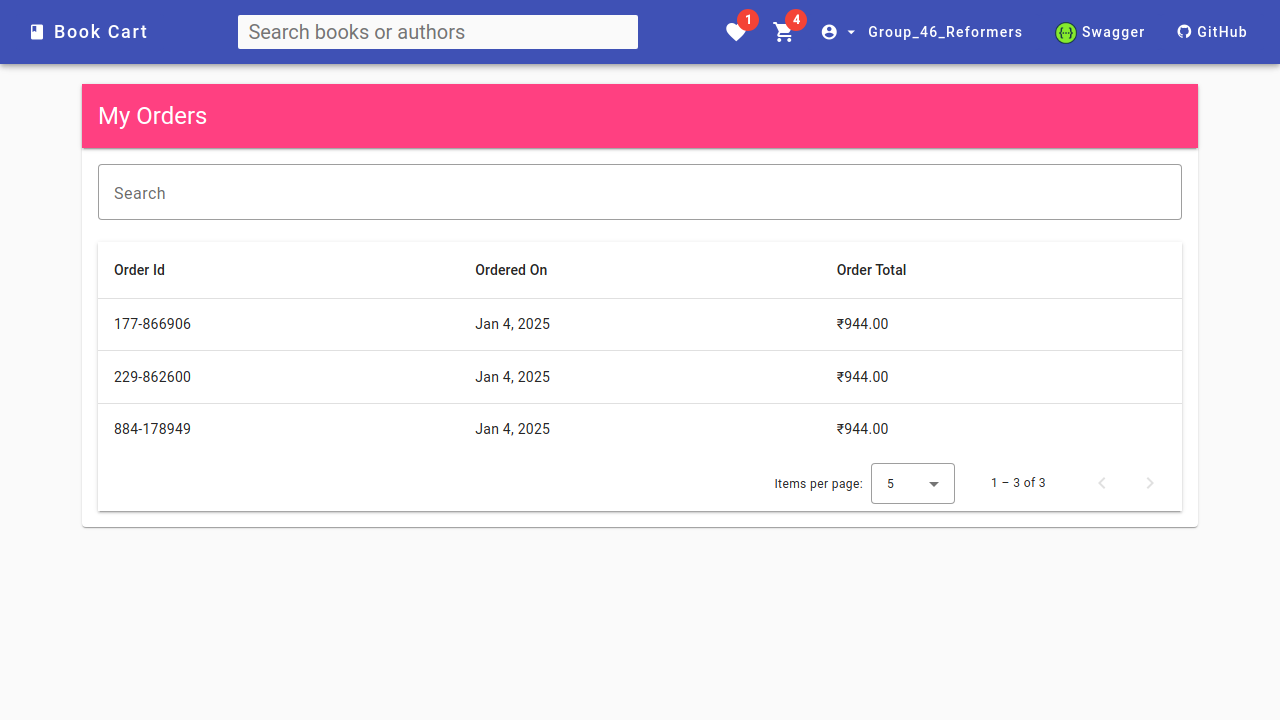 Book Cart
Search books or authors
1
4
Group_46_Reformers
Swagger
GitHub
My Orders
Search
Order Id Ordered On Order Total
177-866906 Jan 4, 2025 ₹944.00
229-862600 Jan 4, 2025 ₹944.00
884-178949 Jan 4, 2025 ₹944.00
Items per page: 5 1 – 3 of 3